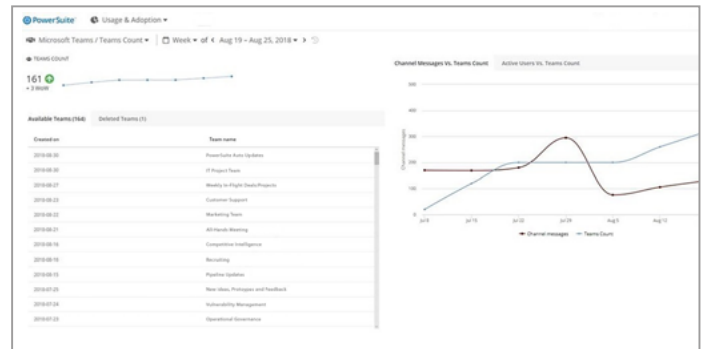 PowerSuite Usage & Adoption
Microsoft Teams / Teams Count Week of Aug 19 – Aug 25, 2018
TEAMS COUNT
161
+ 3
Available Teams (164) Deleted Teams (1)
Created on Team name
2018-08-30 PowerSuite Auto Updates
2018-08-30 IT Project Team
2018-08-27 Weekly In-Flight Deals/Projects
2018-08-23 Customer Support
2018-08-22 Marketing Team
2018-08-21 All-Hands Meeting
2018-08-16 Competitive Intelligence
2018-08-16 Recruiting
2018-08-15 Pipeline Updates
2018-07-25 New Ideas, Prototypes and Feedback
2018-07-24 Vulnerability Management
2018-07-23 Operational Governance
Channel Messages Vs. Teams Count Active Users Vs. Teams Count
Channel messages
500
400
300
200
100
0
Jul 8 Jul 15 Jul 22 Jul 29 Aug 5 Aug 12
Channel messages Teams Count